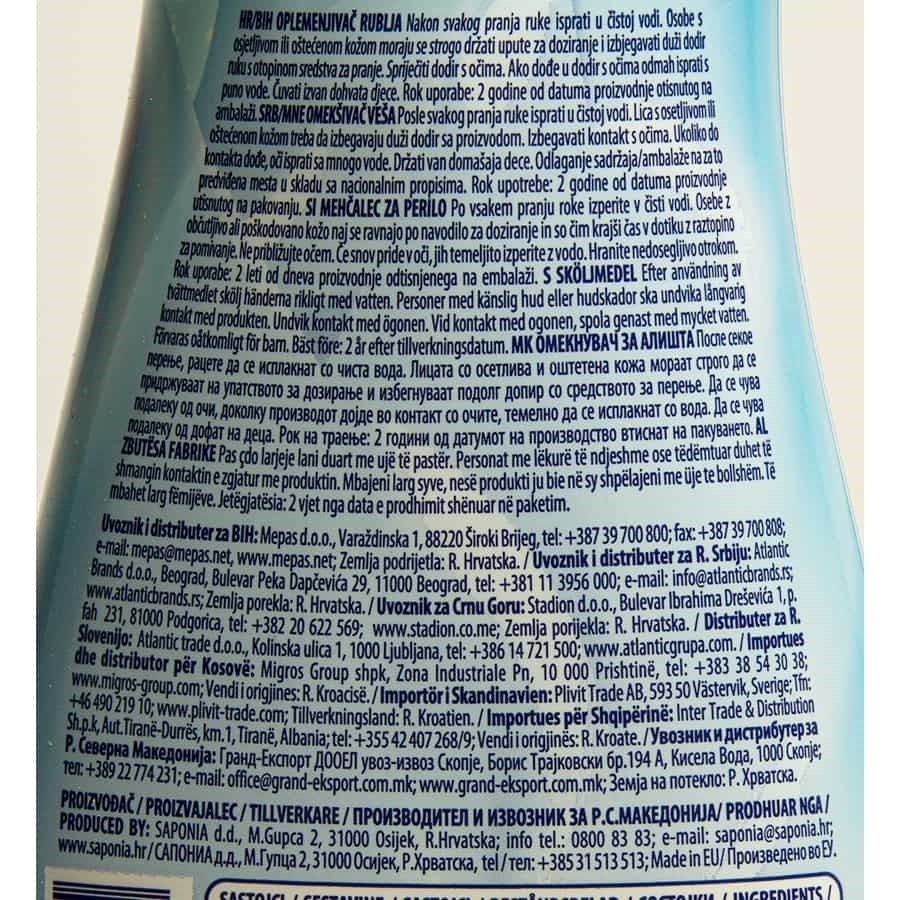 HR/BIH OPLEMENJIVAČ RUBLJA Nakon svakog pranja ruke isprati u čistoj vodi. Osobe s
osjetljivom ili oštećenom kožom moraju se strogo držati upute za doziranje i izbjegavati duži dodir
ruku s otopinom sredstva za pranje. Spriječiti dodir s očima. Ako dođe u dodir s očima odmah isprati s
puno vode. Čuvati izvan dohvata djece. Rok uporabe: 2 godine od datuma proizvodnje otisnutog na
ambalaži. SRB/MNE OMEKŠIVAČ VEŠA Posle svakog pranja ruke isprati u čistoj vodi. Lica s osetljivom ili
oštećenom kožom treba da izbegavaju duži dodir sa proizvodom. Izbegavati kontakt s očima. Ukoliko do
kontakta dođe, oči isprati sa mnogo vode. Držati van domašaja dece. Odlaganje sadržaja/ambalaže na za to
predviđena mesta u skladu sa nacionalnim propisima. Rok upotrebe: 2 godine od datuma proizvodnje
utisnutog na pakovanju. SI MEHČALEC ZA PERILO Po vsakem pranju roke izperite v čisti vodi. Osebe z
občutljivo ali poškodovano kožo naj se ravnajo po navodilo za doziranje in so čim krajši čas v dotiku z raztopino
za pomivanje. Ne približujte očem. Če snov pride v oči, jih temeljito izperite z vodo. Hranite nedosegljivo otrokom.
Rok uporabe: 2 leti od dneva proizvodnje odtisnjenega na embalaži. S SKÖLJMEDEL Efter användning av
tvättmedlet skölj händerna rikligt med vatten. Personer med känslig hud eller hudskador ska undvika långvarig
kontakt med produkten. Undvik kontakt med ögonen. Vid kontakt med ogonen, spola genast med mycket vatten.
Förvaras oåtkomligt för barn. Bäst före: 2 år efter tillverkningsdatum. МК ОМЕКНУВАЧ ЗА АЛИШТА После секое
перење, рацете да се исплакнат со чиста вода. Лицата со осетлива и оштетена кожа мораат строго да се
придржуваат на упатството за дозирање и избегнуваат подолг допир со средството за перење. Да се чува
подалеку од очи, доколку производот дојде во контакт со очите, темелно да се исплакнат со вода. Да се чува
подалеку од дофат на деца. Рок на траење: 2 години од датумот на производство втиснат на пакувањето. AL
ZBUTËSA FABRIKE Pas çdo larjeje lani duart me ujë të pastër. Personat me lëkurë të ndjeshme ose tëdëmtuar duhet të
shmangin kontaktin e zgjatur me produktin. Mbajeni larg syve, nesë produkti ju bie në sy shpëlajeni me üje te bollshëm. Të
mbahet larg fëmijëve. Jetëgjatësia: 2 vjet nga data e prodhimit shënuar në paketim.
Uvoznik i distributer za BIH: Mepas d.o.o., Varaždinska 1, 88220 Široki Brijeg, tel: +387 39 700 800; fax: +387 39 700 808;
e-mail: mepas@mepas.net, www.mepas.net; Zemlja podrijetla: R. Hrvatska. / Uvoznik i distributer za R. Srbiju: Atlantic
Brands d.o.o., Beograd, Bulevar Peka Dapčevića 29, 11000 Beograd, tel: +381 11 3956 000; e-mail: info@atlanticbrands.rs;
www.atlanticbrands.rs; Zemlja porekla: R. Hrvatska. / Uvoznik za Crnu Goru: Stadion d.o.o., Bulevar Ibrahima Dreševića 1, p.
fah 231, 81000 Podgorica, tel: +382 20 622 569; www.stadion.co.me; Zemlja porijekla: R. Hrvatska. / Distributer za R.
Slovenijo: Atlantic trade d.o.o., Kolinska ulica 1, 1000 Ljubljana, tel: +386 14 721 500; www.atlanticgrupa.com. / Importues
dhe distributor për Kosovë: Migros Group shpk, Zona Industriale Pn, 10 000 Prishtinë, tel: +383 38 54 30 38;
www.migros-group.com; Vendi i origjines: R. Kroacisë. / Importör i Skandinavien: Plivit Trade AB, 593 50 Västervik, Sverige; Tfn:
+46 490 219 10; www.plivit-trade.com; Tillverkningsland: R. Kroatien. / Importues për Shqipërinë: Inter Trade & Distribution
Sh.p.k, Aut. Tiranë-Durrës, km.1, Tiranë, Albania; tel: +355 42 407 268/9; Vendi i origjinës: R. Kroate. / Увозник и дистрибутер за
Р. Северна Македонија: Гранд-Експорт ДООЕЛ увоз-извоз Скопје, Борис Трајковски бр.194 А, Кисела Вода, 1000 Скопје;
тел: +389 22 774 231; e-mail: office@grand-eksport.com.mk; www.grand-eksport.com.mk; Земја на потекло: Р. Хрватска.
PROIZVOĐAČ / PROIZVAJALEC / TILLVERKARE / ПРОИЗВОДИТЕЛ И ИЗВОЗНИК ЗА Р.С.МАКЕДОНИЈА/ PRODHUAR NGA /
PRODUCED BY: SAPONIA d.d., M.Gupca 2, 31000 Osijek, R.Hrvatska; info tel.: 0800 83 83; e-mail: saponia@saponia.hr;
www.saponia.hr / САПОНИА д.д., М.Гупца 2, 31000 Осијек, Р.Хрватска, tel / тел: +385 31 513 513; Made in EU/ Произведено во ЕУ.
SASTOJCI / SESTAVINE / SASTOJCI / BESTÅNDSDELAR / СОСТОЈКИ / INGREDIENTS /